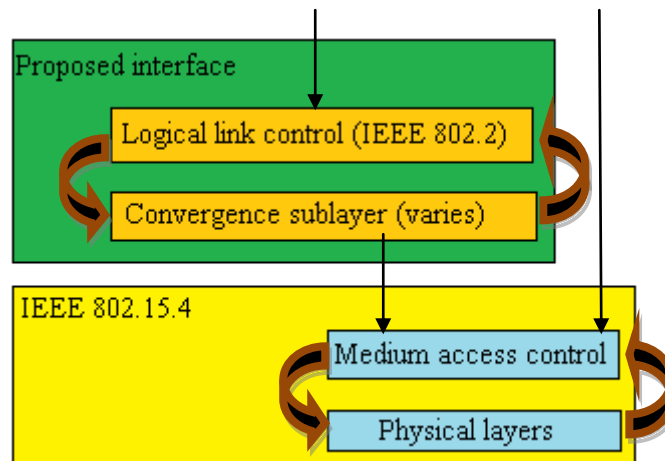 Proposed interface
Logical link control (IEEE 802.2)
Convergence sublayer (varies)
IEEE 802.15.4
Medium access control
Physical layers